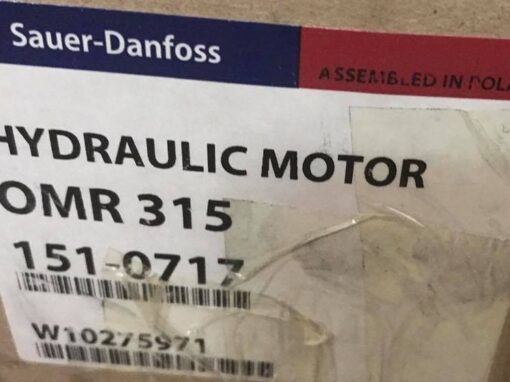 Sauer-Danfoss
ASSEMBLED IN POL
HYDRAULIC MOTOR
OMR 315
151-0717
W10275971